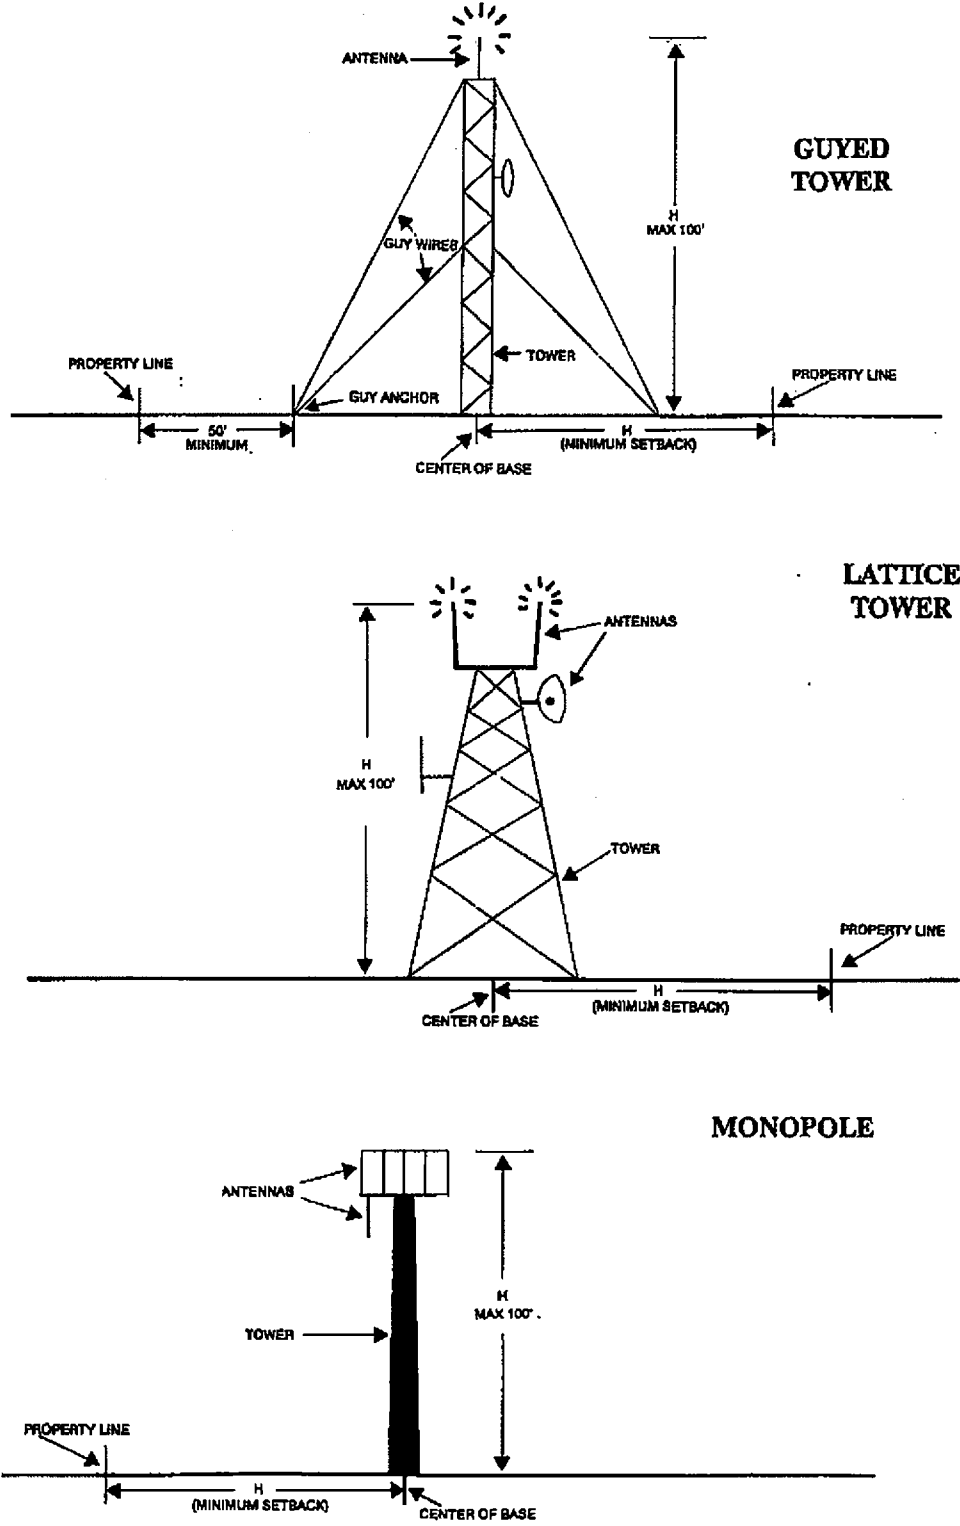 ANTENNA
GUYED
TOWER
H
MAX 100'
GUY WIRES
TOWER
PROPERTY LINE
PROPERTY LINE
GUY ANCHOR
50'
MINIMUM
H
(MINIMUM SETBACK)
CENTER OF BASE
LATTICE
TOWER
ANTENNAS
H
MAX 100'
TOWER
PROPERTY LINE
H
(MINIMUM SETBACK)
CENTER OF BASE
MONOPOLE
ANTENNAS
H
MAX 100'
TOWER
PROPERTY LINE
H
(MINIMUM SETBACK)
CENTER OF BASE